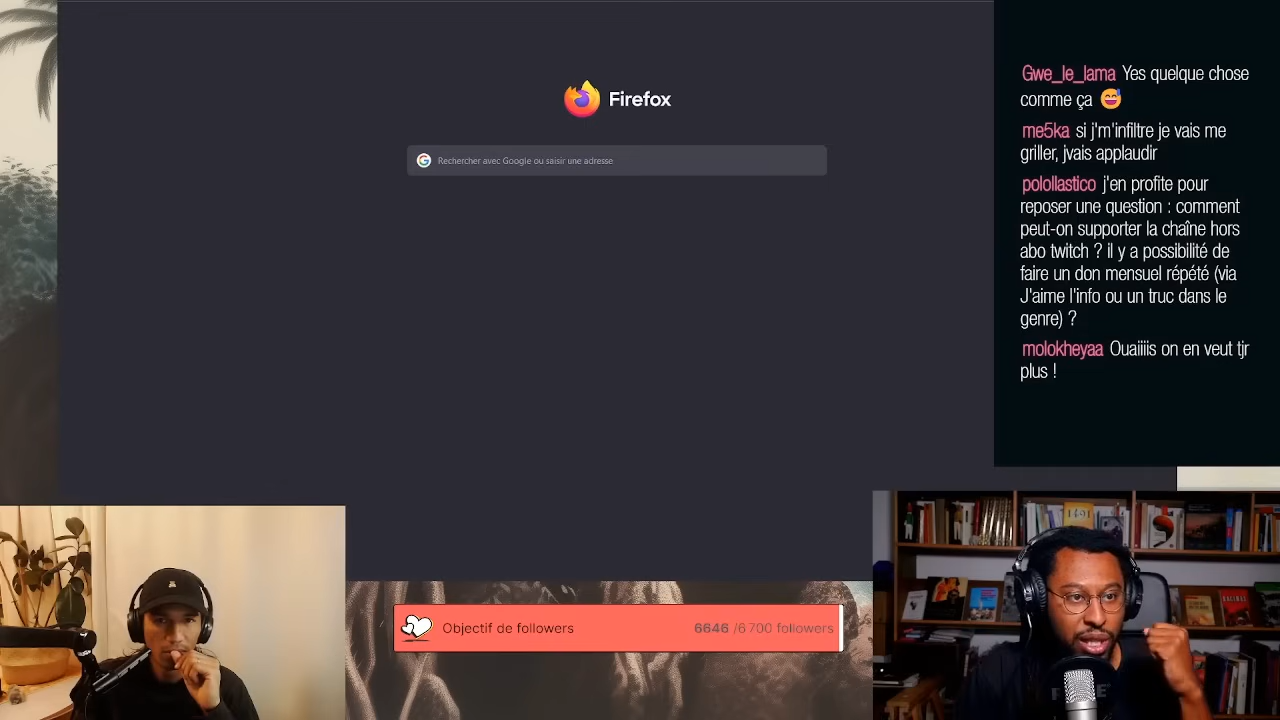 Firefox
Rechercher avec Google ou saisir une adresse
Gwe_le_lama Yes quelque chose
comme ça 😅
me5ka si j'm'infiltre je vais me
griller, jvais applaudir
polollastico j'en profite pour
reposer une question : comment
peut-on supporter la chaîne hors
abo twitch ? il y a possibilité de
faire un don mensuel répété (via
J'aime l'info ou un truc dans le
genre) ?
molokheyaa Ouaiiiis on en veut tjr
plus !
Objectif de followers
6646 /6 700 followers
1491